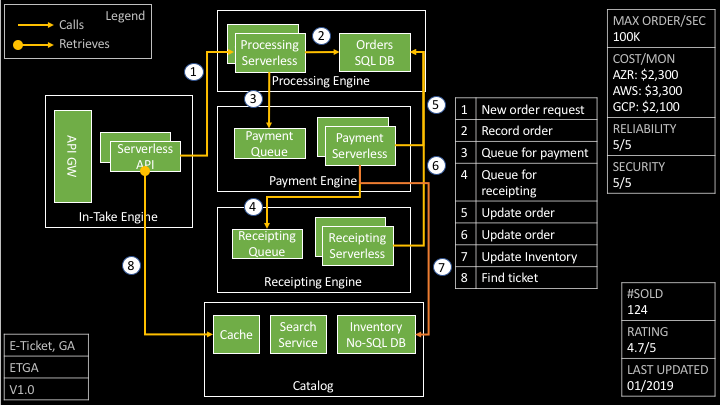 Legend
Calls
Retrieves
Processing
Serverless
2
Orders
SQL DB
Processing Engine
1
3
API GW
Serverless
API
In-Take Engine
Payment
Queue
Payment
Serverless
Payment Engine
5
6
4
Receipting
Queue
Receipting
Serverless
Receipting Engine
8
7
Cache
Search
Service
Inventory
No-SQL DB
Catalog
1 New order request
2 Record order
3 Queue for payment
4 Queue for
receipting
5 Update order
6 Update order
7 Update Inventory
8 Find ticket
MAX ORDER/SEC
100K
COST/MON
AZR: $2,300
AWS: $3,300
GCP: $2,100
RELIABILITY
5/5
SECURITY
5/5
#SOLD
124
RATING
4.7/5
LAST UPDATED
01/2019
E-Ticket, GA
ETGA
V1.0